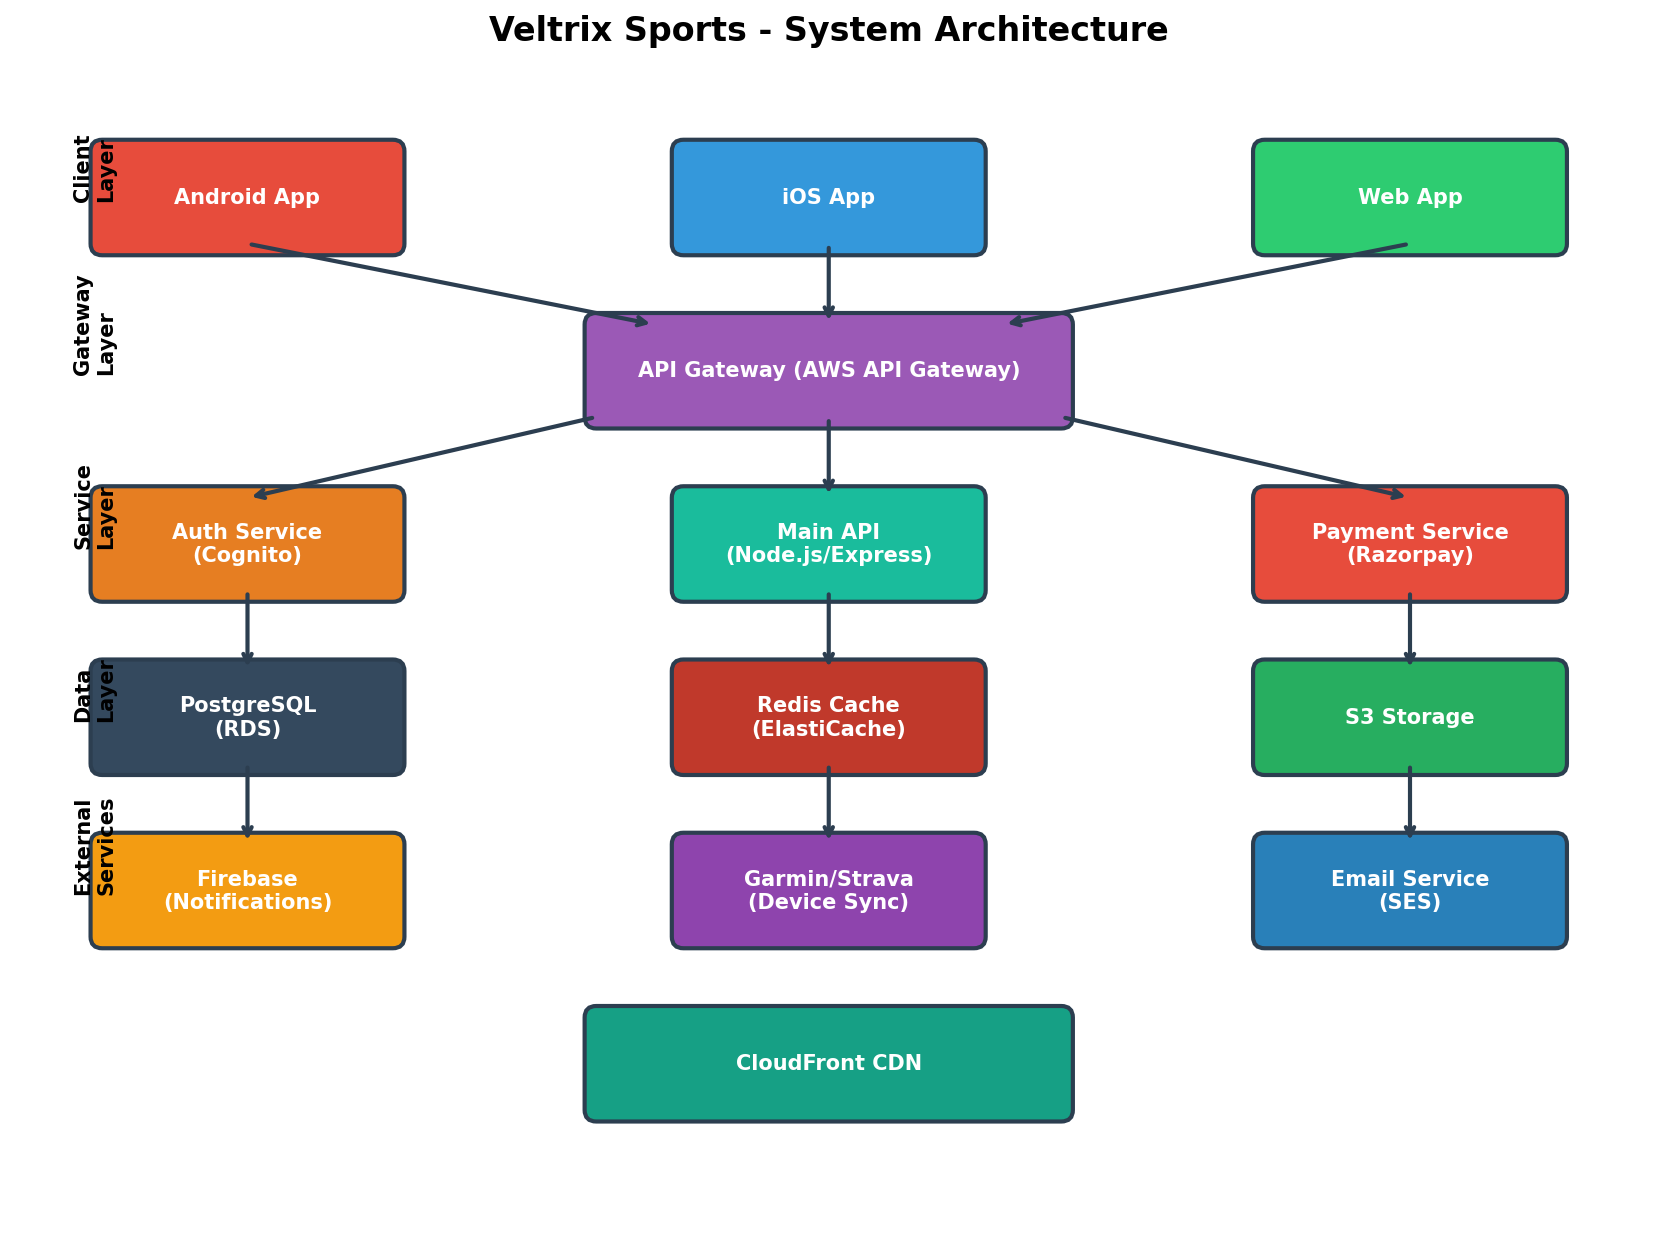 Veltrix Sports - System Architecture
Client
Layer
Android App
iOS App
Web App
Gateway
Layer
API Gateway (AWS API Gateway)
Service
Layer
Auth Service
(Cognito)
Main API
(Node.js/Express)
Payment Service
(Razorpay)
Data
Layer
PostgreSQL
(RDS)
Redis Cache
(ElastiCache)
S3 Storage
External
Services
Firebase
(Notifications)
Garmin/Strava
(Device Sync)
Email Service
(SES)
CloudFront CDN